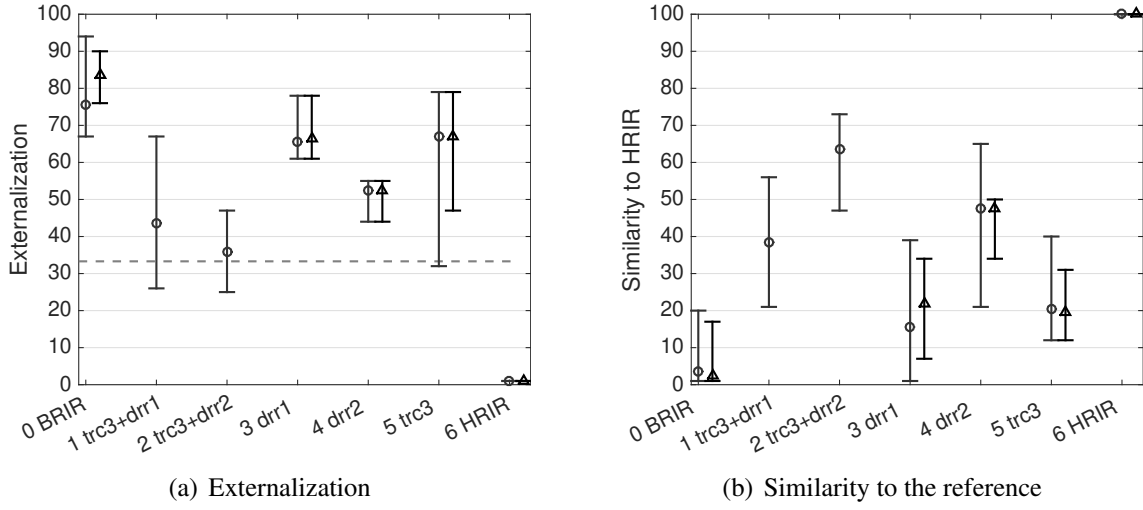 100
90
80
70
60
50
40
30
20
10
0
Externalization
0 BRIR
1 trc3+drr1
2 trc3+drr2
3 drr1
4 drr2
5 trc3
6 HRIR
(a) Externalization
100
90
80
70
60
50
40
30
20
10
0
Similarity to HRIR
0 BRIR
1 trc3+drr1
2 trc3+drr2
3 drr1
4 drr2
5 trc3
6 HRIR
(b) Similarity to the reference